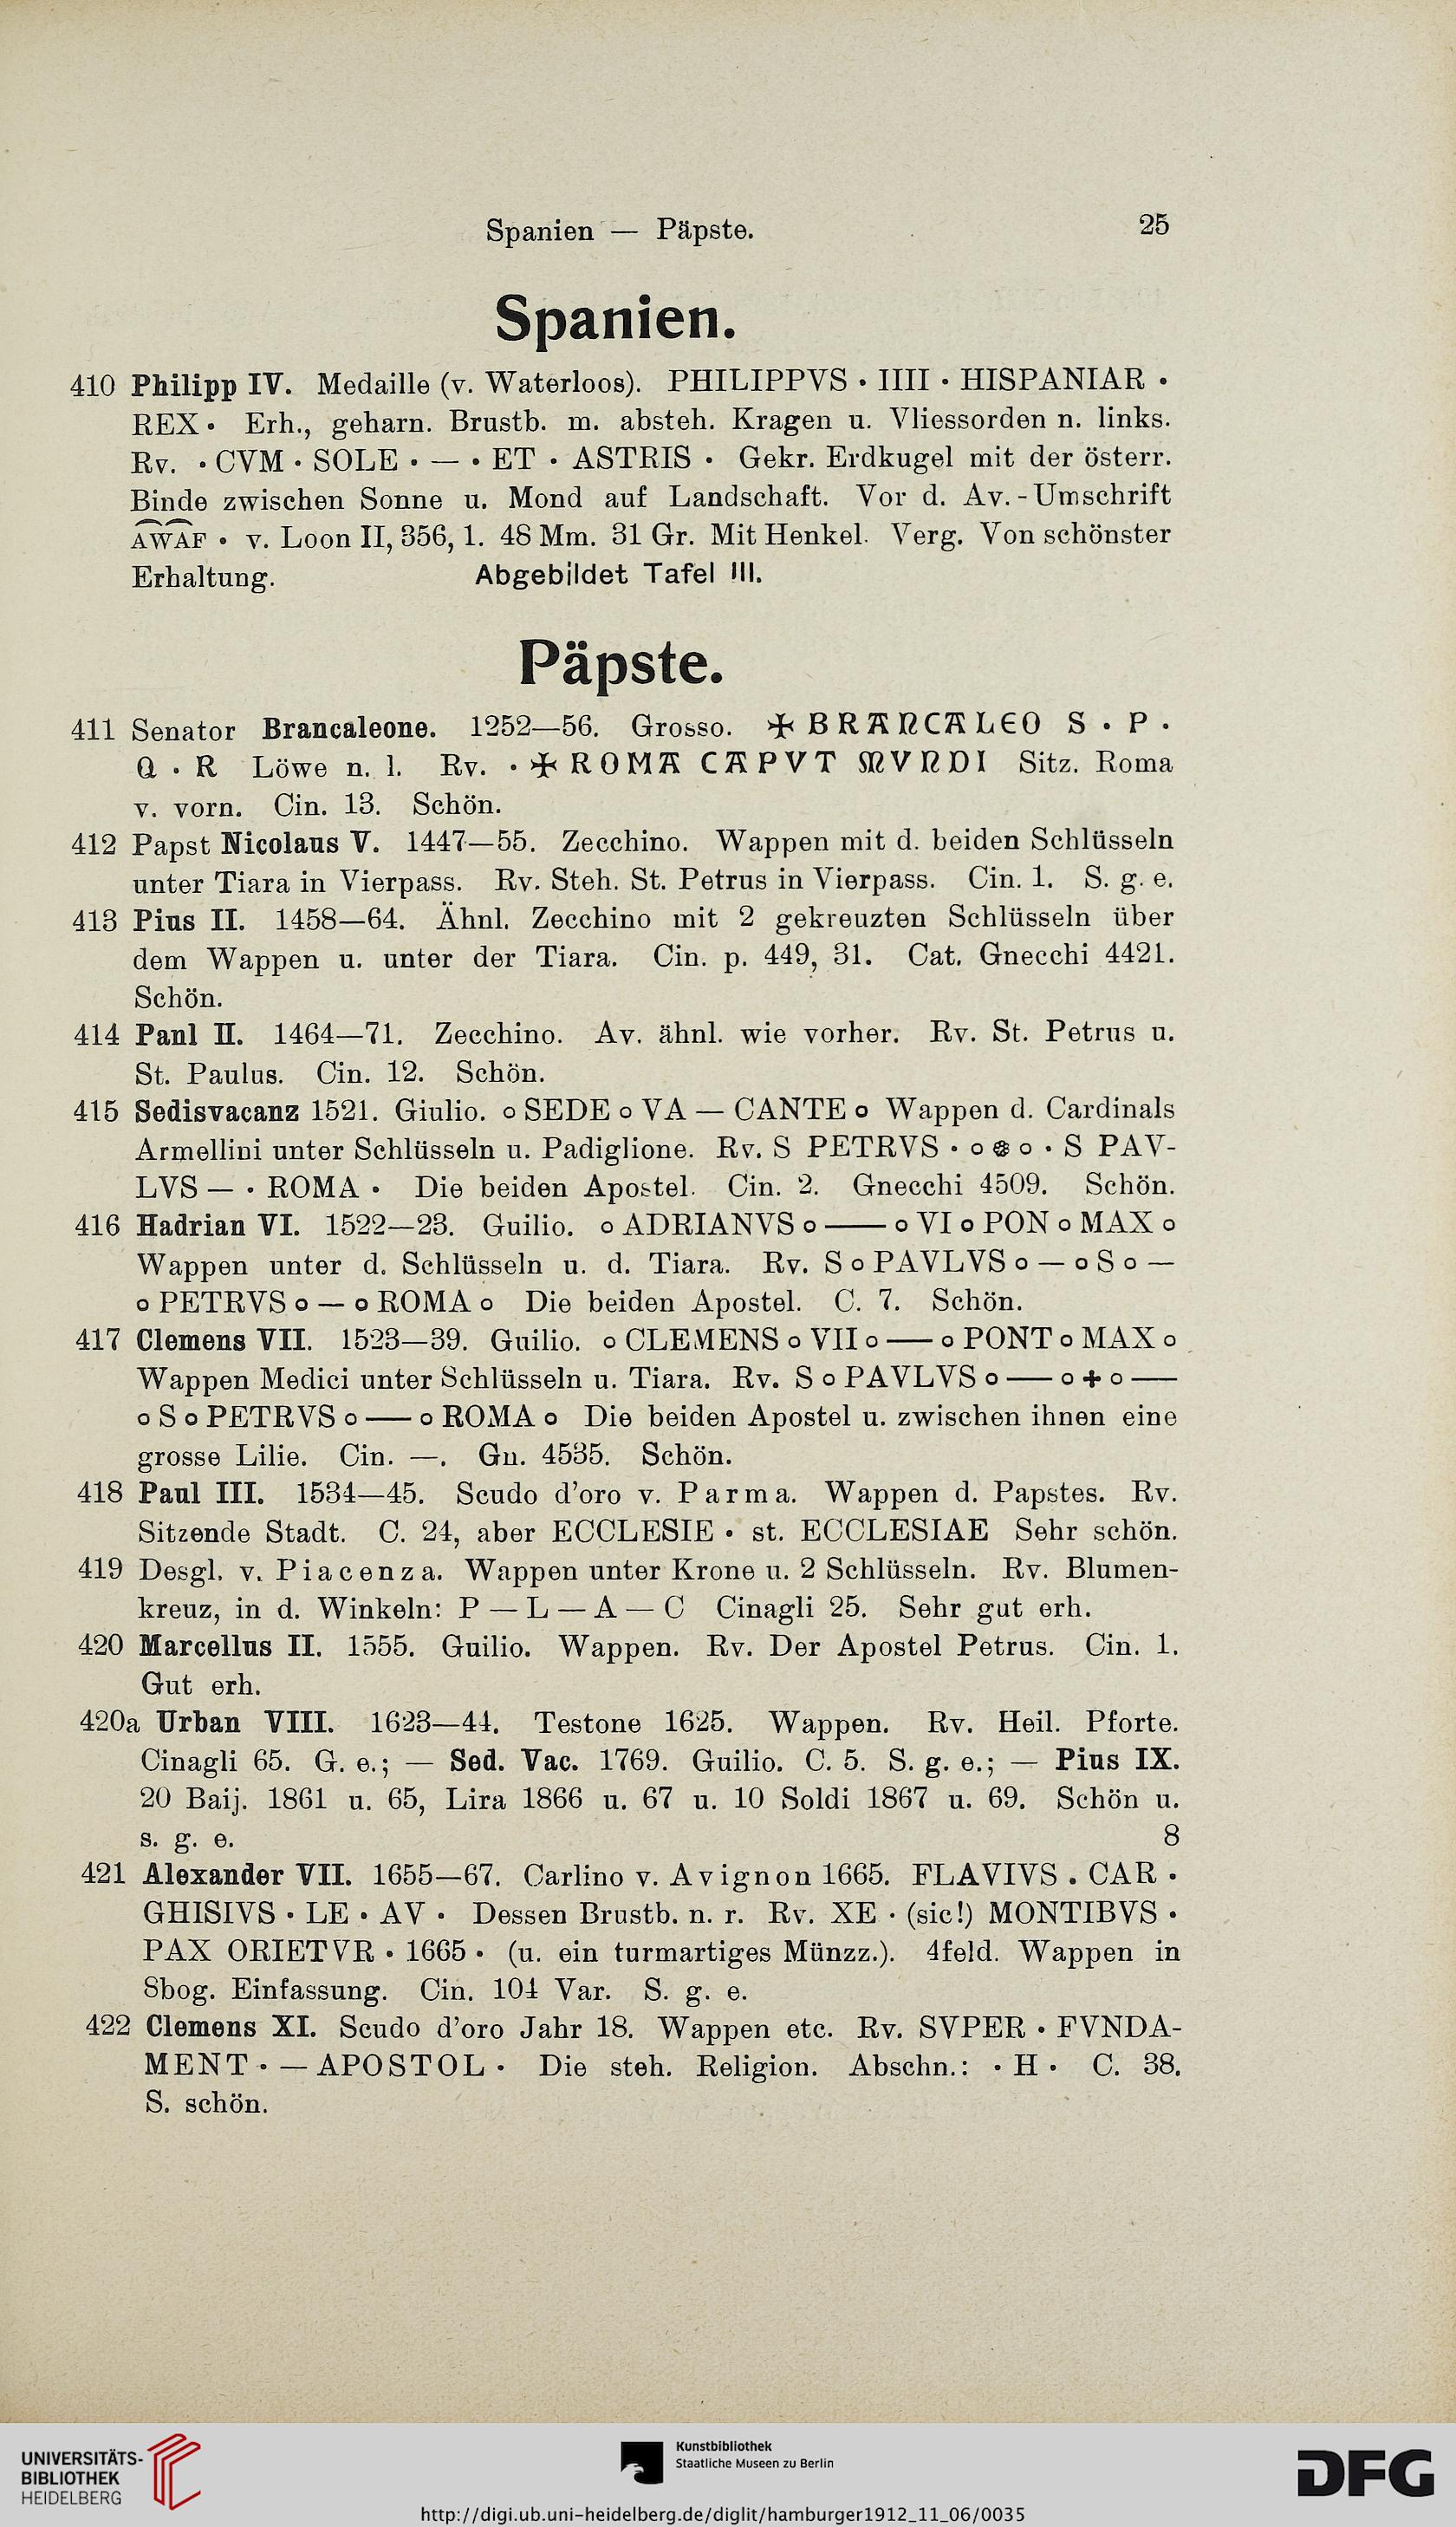 Spanien — Päpste.
25
Spanien.
410 Philipp IV. Medaille (v. Waterloos). PHILIPPVS • IIII • HISPANIAR •
REX • Erh., geharn. Brustb. m. absteh. Kragen u. Vliessorden n. links.
Rv. • CVM • SOLE • — • ET • ASTRIS • Gekr. Erdkugel mit der österr.
Binde zwischen Sonne u. Mond auf Landschaft. Vor d. Av.-Umschrift
AWAF • v. Loon II, 356, 1. 48 Mm. 31 Gr. Mit Henkel. Verg. Von schönster
Erhaltung. Abgebildet Tafel III.
Päpste.
411 Senator Brancaleone. 1252—56. Grosso. ✠ BRANCALEO S • P •
Q • R Löwe n. l. Rv. • ✠ ROMA CAPVT MVNDI Sitz. Roma
v. vorn. Cin. 13. Schön.
412 Papst Nicolaus V. 1447—55. Zecchino. Wappen mit d. beiden Schlüsseln
unter Tiara in Vierpass. Rv. Steh. St. Petrus in Vierpass. Cin. 1. S. g. e.
413 Pius II. 1458—64. Ähnl. Zecchino mit 2 gekreuzten Schlüsseln über
dem Wappen u. unter der Tiara. Cin. p. 449, 31. Cat. Gnecchi 4421.
Schön.
414 Panl II. 1464—71. Zecchino. Av. ähnl. wie vorher. Rv. St. Petrus u.
St. Paulus. Cin. 12. Schön.
415 Sedisvacanz 1521. Giulio. o SEDE o VA — CANTE o Wappen d. Cardinals
Armellini unter Schlüsseln u. Padiglione. Rv. S PETRVS • o ❀ o • S PAV-
LVS — • ROMA • Die beiden Apostel. Cin. 2. Gnecchi 4509. Schön.
416 Hadrian VI. 1522—23. Guilio. o ADRIANVS o —— o VI o PON o MAX o
Wappen unter d. Schlüsseln u. d. Tiara. Rv. S o PAVLVS o — o S o —
o PETRVS o — o ROMA o Die beiden Apostel. C. 7. Schön.
417 Clemens VII. 1523—39. Guilio. o CLEMENS o VII o —— o PONT o MAX o
Wappen Medici unter Schlüsseln u. Tiara. Rv. S o PAVLVS o —— o + o ——
o S o PETRVS o —— o ROMA o Die beiden Apostel u. zwischen ihnen eine
grosse Lilie. Cin. —. Gn. 4535. Schön.
418 Paul III. 1534—45. Scudo d'oro v. Parma. Wappen d. Papstes. Rv.
Sitzende Stadt. C. 24, aber ECCLESIE • st. ECCLESIAE Sehr schön.
419 Desgl. v. Piacenza. Wappen unter Krone u. 2 Schlüsseln. Rv. Blumen-
kreuz, in d. Winkeln: P — L — A — C Cinagli 25. Sehr gut erh.
420 Marcellus II. 1555. Guilio. Wappen. Rv. Der Apostel Petrus. Cin. 1.
Gut erh.
420a Urban VIII. 1623—44. Testone 1625. Wappen. Rv. Heil. Pforte.
Cinagli 65. G. e.; — Sed. Vac. 1769. Guilio. C. 5. S. g. e.; — Pius IX.
20 Baij. 1861 u. 65, Lira 1866 u. 67 u. 10 Soldi 1867 u. 69. Schön u.
s. g. e. 8
421 Alexander VII. 1655—67. Carlino v. Avignon 1665. FLAVIVS . CAR •
GHISIVS • LE • AV • Dessen Brustb. n. r. Rv. XE • (sic!) MONTIBVS •
PAX ORIETVR • 1665 • (u. ein turmartiges Münzz.). 4feld. Wappen in
8bog. Einfassung. Cin. 104 Var. S. g. e.
422 Clemens XI. Scudo d'oro Jahr 18. Wappen etc. Rv. SVPER • FVNDA-
MENT • — APOSTOL • Die steh. Religion. Abschn.: • H • C. 38.
S. schön.
UNIVERSITÄTS-
BIBLIOTHEK
HEIDELBERG
Kunstbibliothek
Staatliche Museen zu Berlin
DFG
http://digi.ub.uni-heidelberg.de/diglit/hamburger1912_11_06/0035